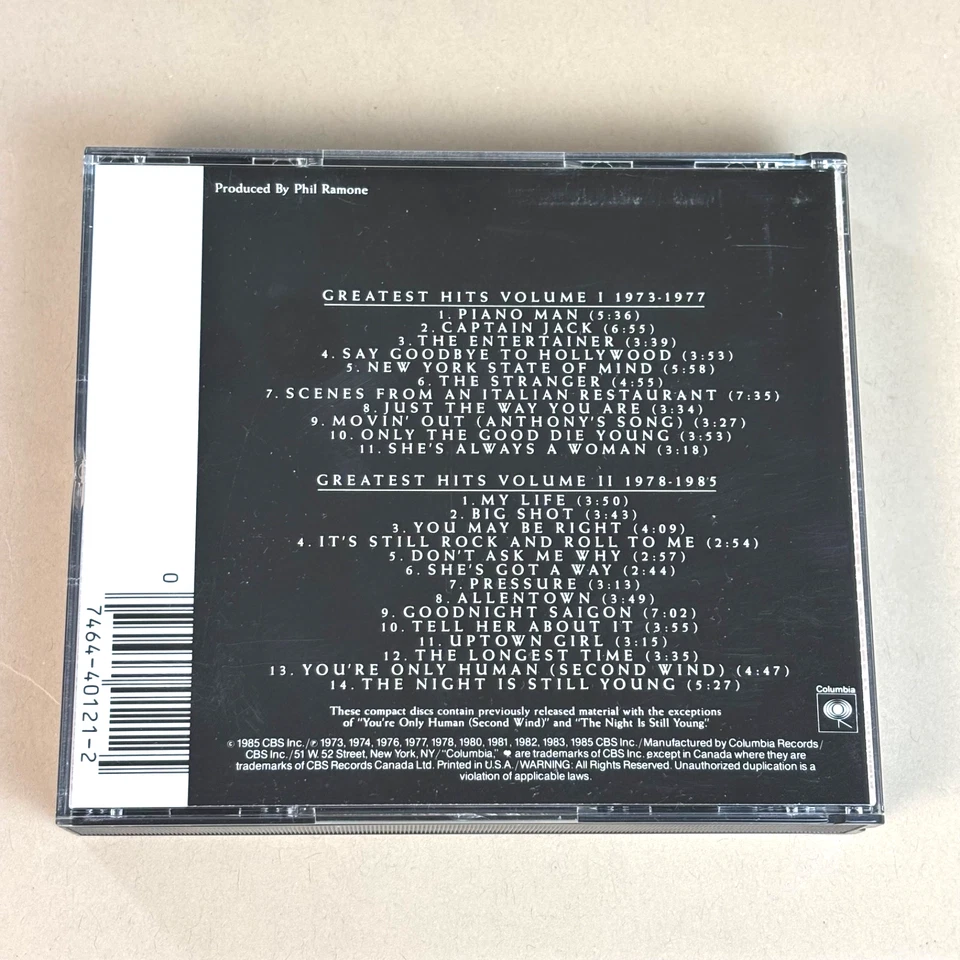 Produced By Phil Ramone
GREATEST HITS VOLUME I 1973-1977
1. PIANO MAN (5:36)
2. CAPTAIN JACK (6:55)
3. THE ENTERTAINER (3:39)
4. SAY GOODBYE TO HOLLYWOOD (3:53)
5. NEW YORK STATE OF MIND (5:58)
6. THE STRANGER (4:55)
7. SCENES FROM AN ITALIAN RESTAURANT (7:35)
8. JUST THE WAY YOU ARE (3:34)
9. MOVIN' OUT (ANTHONY'S SONG) (3:27)
10. ONLY THE GOOD DIE YOUNG (3:53)
11. SHE'S ALWAYS A WOMAN (3:18)
GREATEST HITS VOLUME II 1978-1985
1. MY LIFE (3:50)
2. BIG SHOT (3:43)
3. YOU MAY BE RIGHT (4:09)
4. IT'S STILL ROCK AND ROLL TO ME (2:54)
5. DON'T ASK ME WHY (2:57)
6. SHE'S GOT A WAY (2:44)
7. PRESSURE (3:13)
8. ALLENTOWN (3:49)
9. GOODNIGHT SAIGON (7:02)
10. TELL HER ABOUT IT (3:55)
11. UPTOWN GIRL (3:15)
12. THE LONGEST TIME (3:35)
13. YOU'RE ONLY HUMAN (SECOND WIND) (4:47)
14. THE NIGHT IS STILL YOUNG (5:27)
These compact discs contain previously released material with the exceptions
of "You're Only Human (Second Wind)" and "The Night Is Still Young."
© 1985 CBS Inc./℗ 1973, 1974, 1976, 1977, 1978, 1980, 1981, 1982, 1983, 1985 CBS Inc./Manufactured by Columbia Records/
CBS Inc./51 W. 52 Street, New York, NY/"Columbia," ♥ are trademarks of CBS Inc. except in Canada where they are
trademarks of CBS Records Canada Ltd. Printed in U.S.A./WARNING: All Rights Reserved. Unauthorized duplication is a
violation of applicable laws.
Columbia
0
7464-40121-2